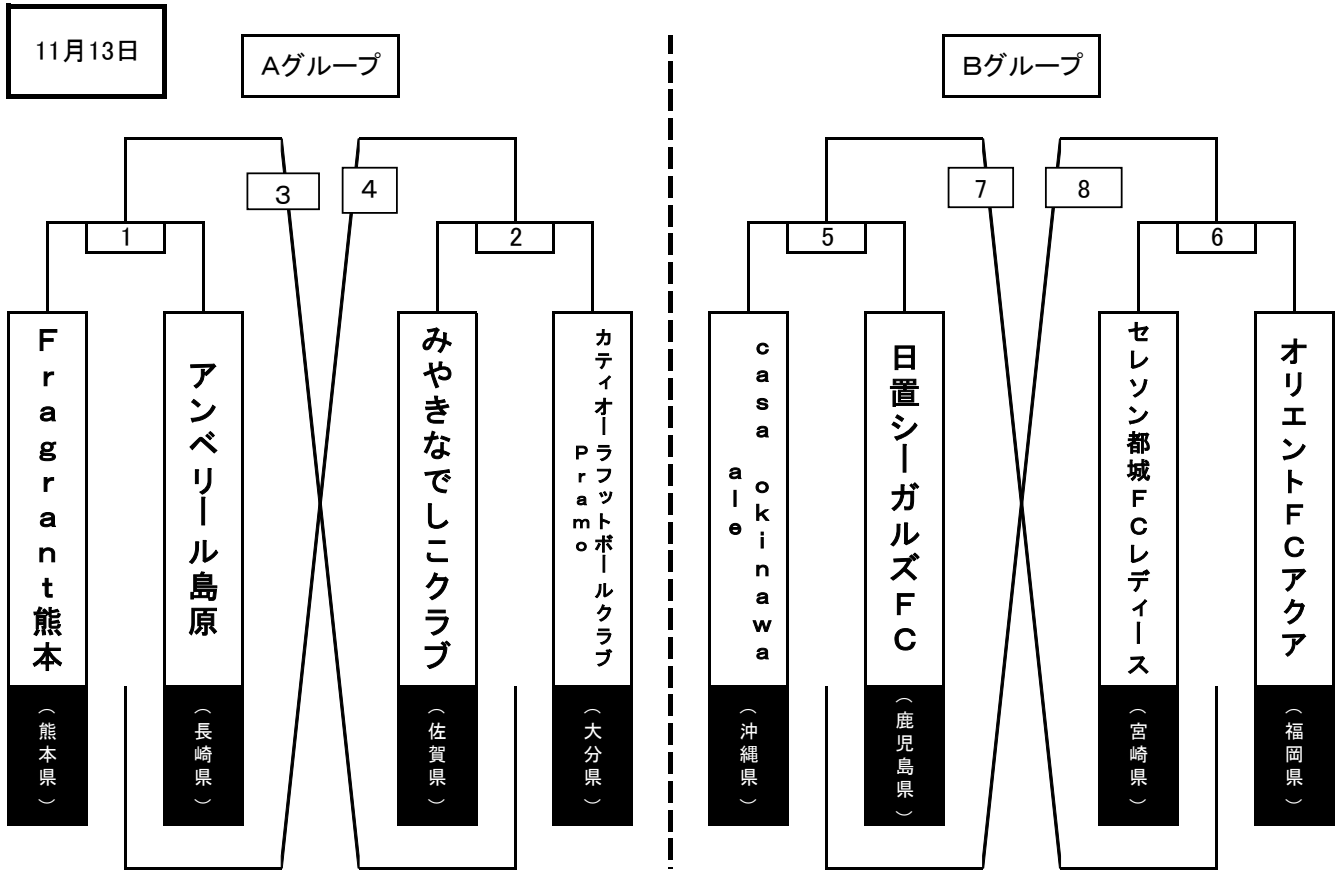 11月13日
Aグループ
Bグループ
3
4
7
8
1
2
5
6
Fragrant熊本
アンベリール島原
みやきなでしこクラブ
カティオーラフットボールクラブ
Pramo
casa okinawa
ale
日置シーガルズFC
セレソン都城FCレディース
オリエントFCアクア
(熊本県)
(長崎県)
(佐賀県)
(大分県)
(沖縄県)
(鹿児島県)
(宮崎県)
(福岡県)